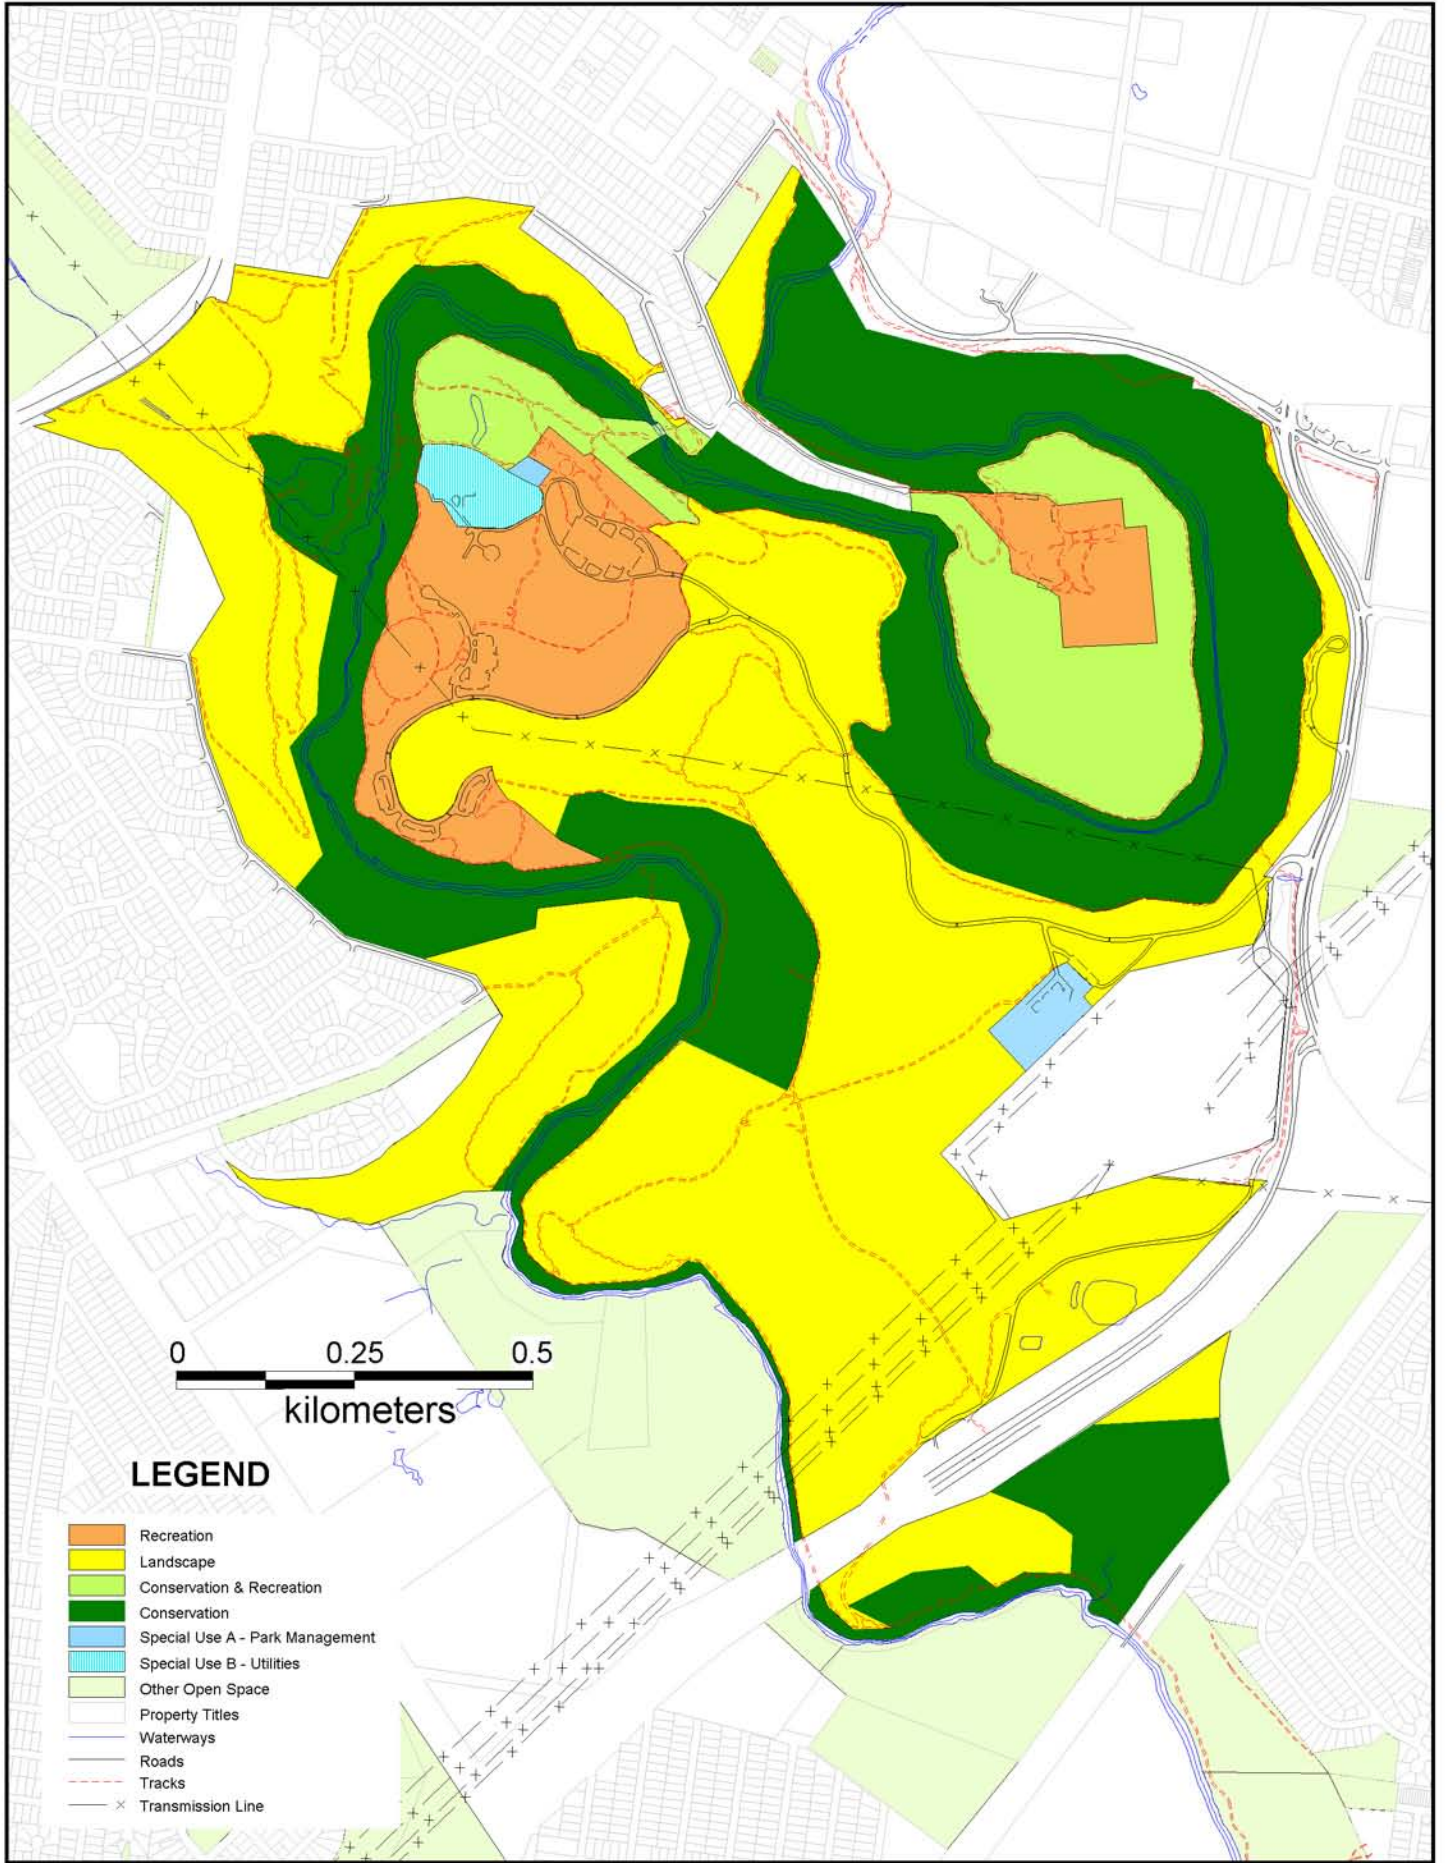 0 0.25 0.5
kilometers
LEGEND
Recreation
Landscape
Conservation & Recreation
Conservation
Special Use A - Park Management
Special Use B - Utilities
Other Open Space
Property Titles
Waterways
Roads
Tracks
Transmission Line